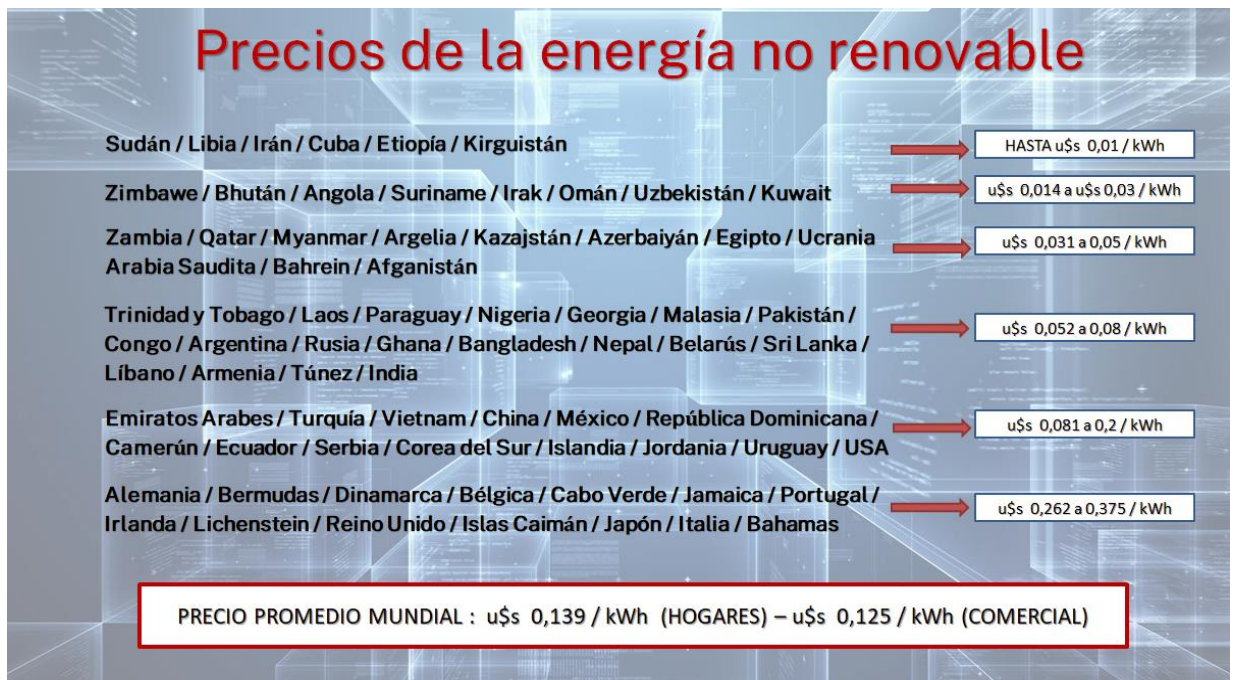 Precios de la energía no renovable
Sudán / Libia / Irán / Cuba / Etiopía / Kirguistán
HASTA u$s 0,01 / kWh
Zimbawe / Bhután / Angola / Suriname / Irak / Omán / Uzbekistán / Kuwait
u$s 0,014 a u$s 0,03 / kWh
Zambia / Qatar / Myanmar / Argelia / Kazajstán / Azerbaiyán / Egipto / Ucrania
Arabia Saudita / Bahrein / Afganistán
u$s 0,031 a 0,05 / kWh
Trinidad y Tobago / Laos / Paraguay / Nigeria / Georgia / Malasia / Pakistán /
Congo / Argentina / Rusia / Ghana / Bangladesh / Nepal / Belarús / Sri Lanka /
Líbano / Armenia / Túnez / India
u$s 0,052 a 0,08 / kWh
Emiratos Arabes / Turquía / Vietnam / China / México / República Dominicana /
Camerún / Ecuador / Serbia / Corea del Sur / Islandia / Jordania / Uruguay / USA
u$s 0,081 a 0,2 / kWh
Alemania / Bermudas / Dinamarca / Bélgica / Cabo Verde / Jamaica / Portugal /
Irlanda / Lichenstein / Reino Unido / Islas Caimán / Japón / Italia / Bahamas
u$s 0,262 a 0,375 / kWh
PRECIO PROMEDIO MUNDIAL : u$s 0,139 / kWh (HOGARES) – u$s 0,125 / kWh (COMERCIAL)